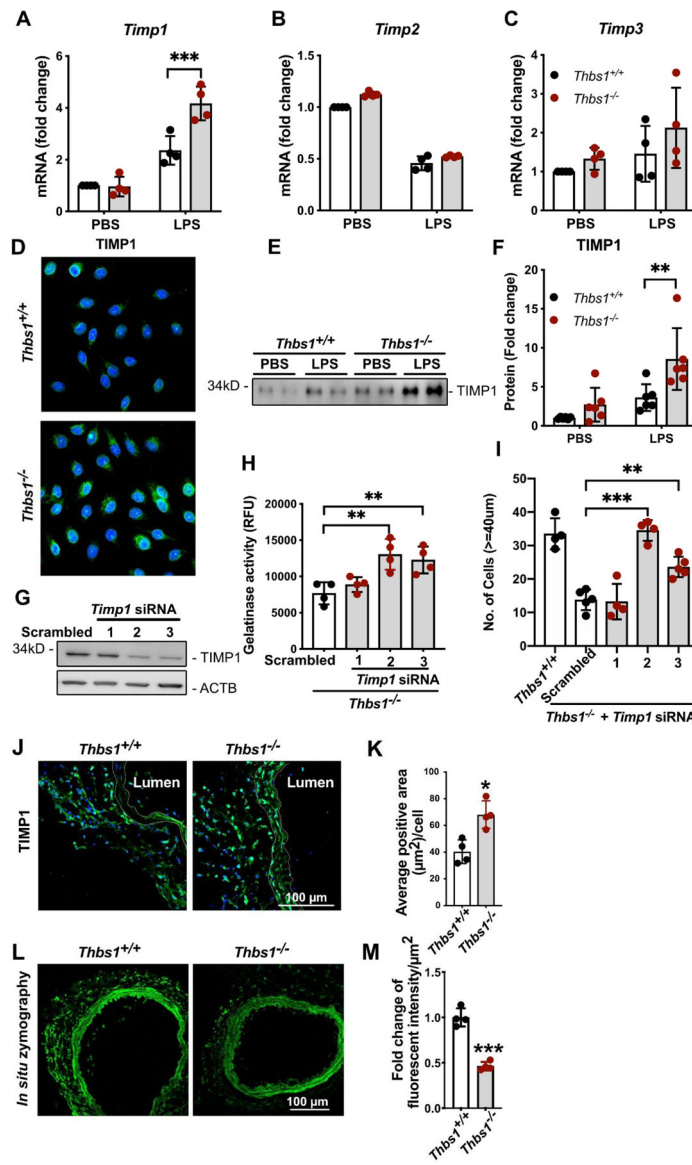 A
Timp1
mRNA (fold change)
6
4
2
0
***
PBS
LPS
B
Timp2
mRNA (fold change)
1.5
1.0
0.5
0.0
PBS
LPS
C
Timp3
mRNA (fold change)
4
3
2
1
0
Thbs1+/+
Thbs1-/-
PBS
LPS
D
TIMP1
Thbs1+/+
Thbs1-/-
E
Thbs1+/+ Thbs1-/-
PBS LPS PBS LPS
34kD - - TIMP1
F
TIMP1
Protein (Fold change)
20
15
10
5
0
**
Thbs1+/+
Thbs1-/-
PBS
LPS
G
Timp1 siRNA
Scrambled 1 2 3
34kD - - TIMP1
- ACTB
H
Gelatinase activity (RFU)
20000
15000
10000
5000
0
**
**
Scrambled 1 2 3
Timp1 siRNA
Thbs1-/-
I
No. of Cells (>=40um)
50
40
30
20
10
0
**
***
Thbs1+/+
Scrambled
1 2 3
Thbs1-/- + Timp1 siRNA
J
Thbs1+/+ Thbs1-/-
TIMP1
Lumen
Lumen
100 µm
K
Average positive area
(µm2)/cell
100
80
60
40
20
0
*
Thbs1+/+
Thbs1-/-
L
Thbs1+/+ Thbs1-/-
In situ zymography
100 µm
M
Fold change of
fluorescent intensity/µm2
1.5
1.0
0.5
0.0
***
Thbs1+/+
Thbs1-/-